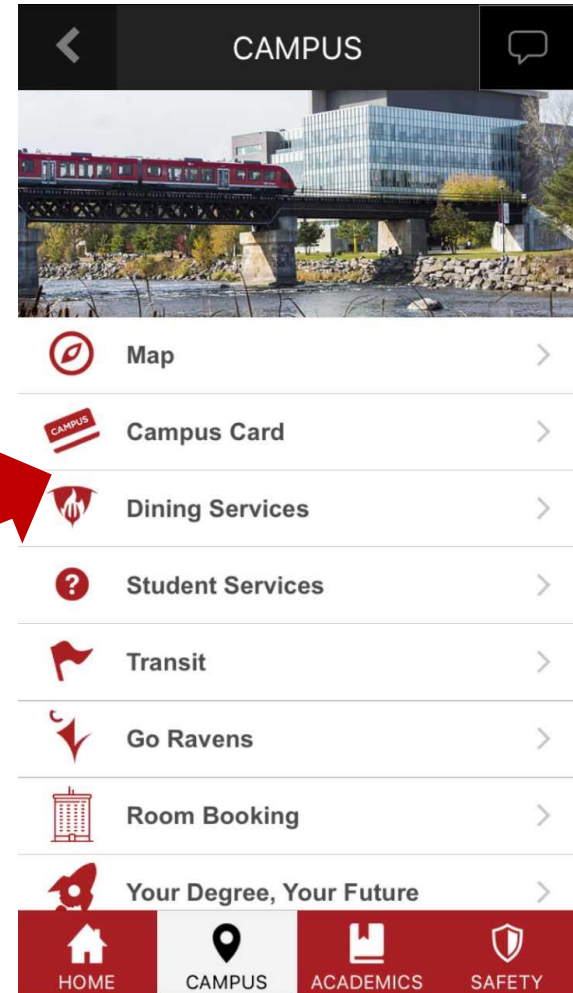 CAMPUS
Map
CAMPUS
Campus Card
Dining Services
?
Student Services
Transit
Go Ravens
Room Booking
Your Degree, Your Future
HOME
CAMPUS
ACADEMICS
SAFETY